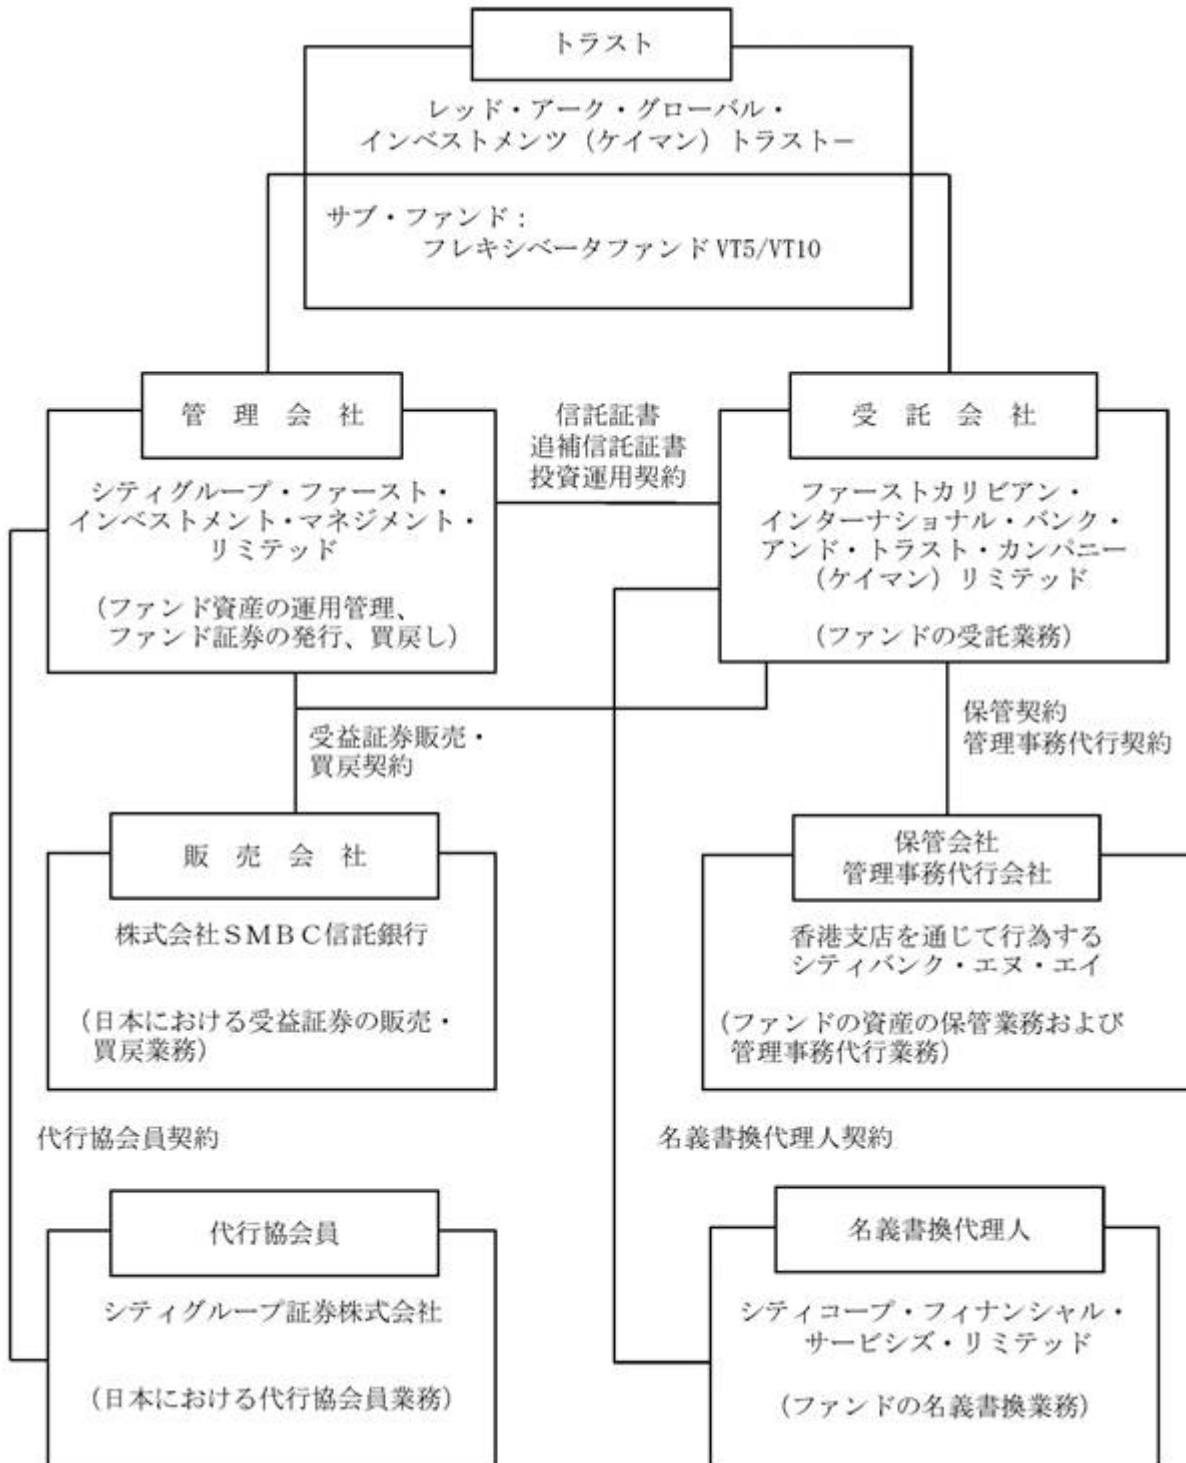 トラスト
レッド・アーク・グローバル・
インベストメンツ（ケイマン）トラスト－
サブ・ファンド：
フレキシベータファンド VT5/VT10
管　理　会　社
シティグループ・ファースト・
インベストメント・マネジメント・
リミテッド
（ファンド資産の運用管理、
ファンド証券の発行、買戻し）
信託証書
追補信託証書
投資運用契約
受　託　会　社
ファーストカリビアン・
インターナショナル・バンク・
アンド・トラスト・カンパニー
（ケイマン）リミテッド
（ファンドの受託業務）
受益証券販売・
買戻契約
保管契約
管理事務代行契約
販　売　会　社
株式会社ＳＭＢＣ信託銀行
（日本における受益証券の販売・
買戻業務）
保管会社
管理事務代行会社
香港支店を通じて行為する
シティバンク・エヌ・エイ
（ファンドの資産の保管業務および
管理事務代行業務）
代行協会員契約
名義書換代理人契約
代行協会員
シティグループ証券株式会社
（日本における代行協会員業務）
名義書換代理人
シティコープ・フィナンシャル・
サービシズ・リミテッド
（ファンドの名義書換業務）